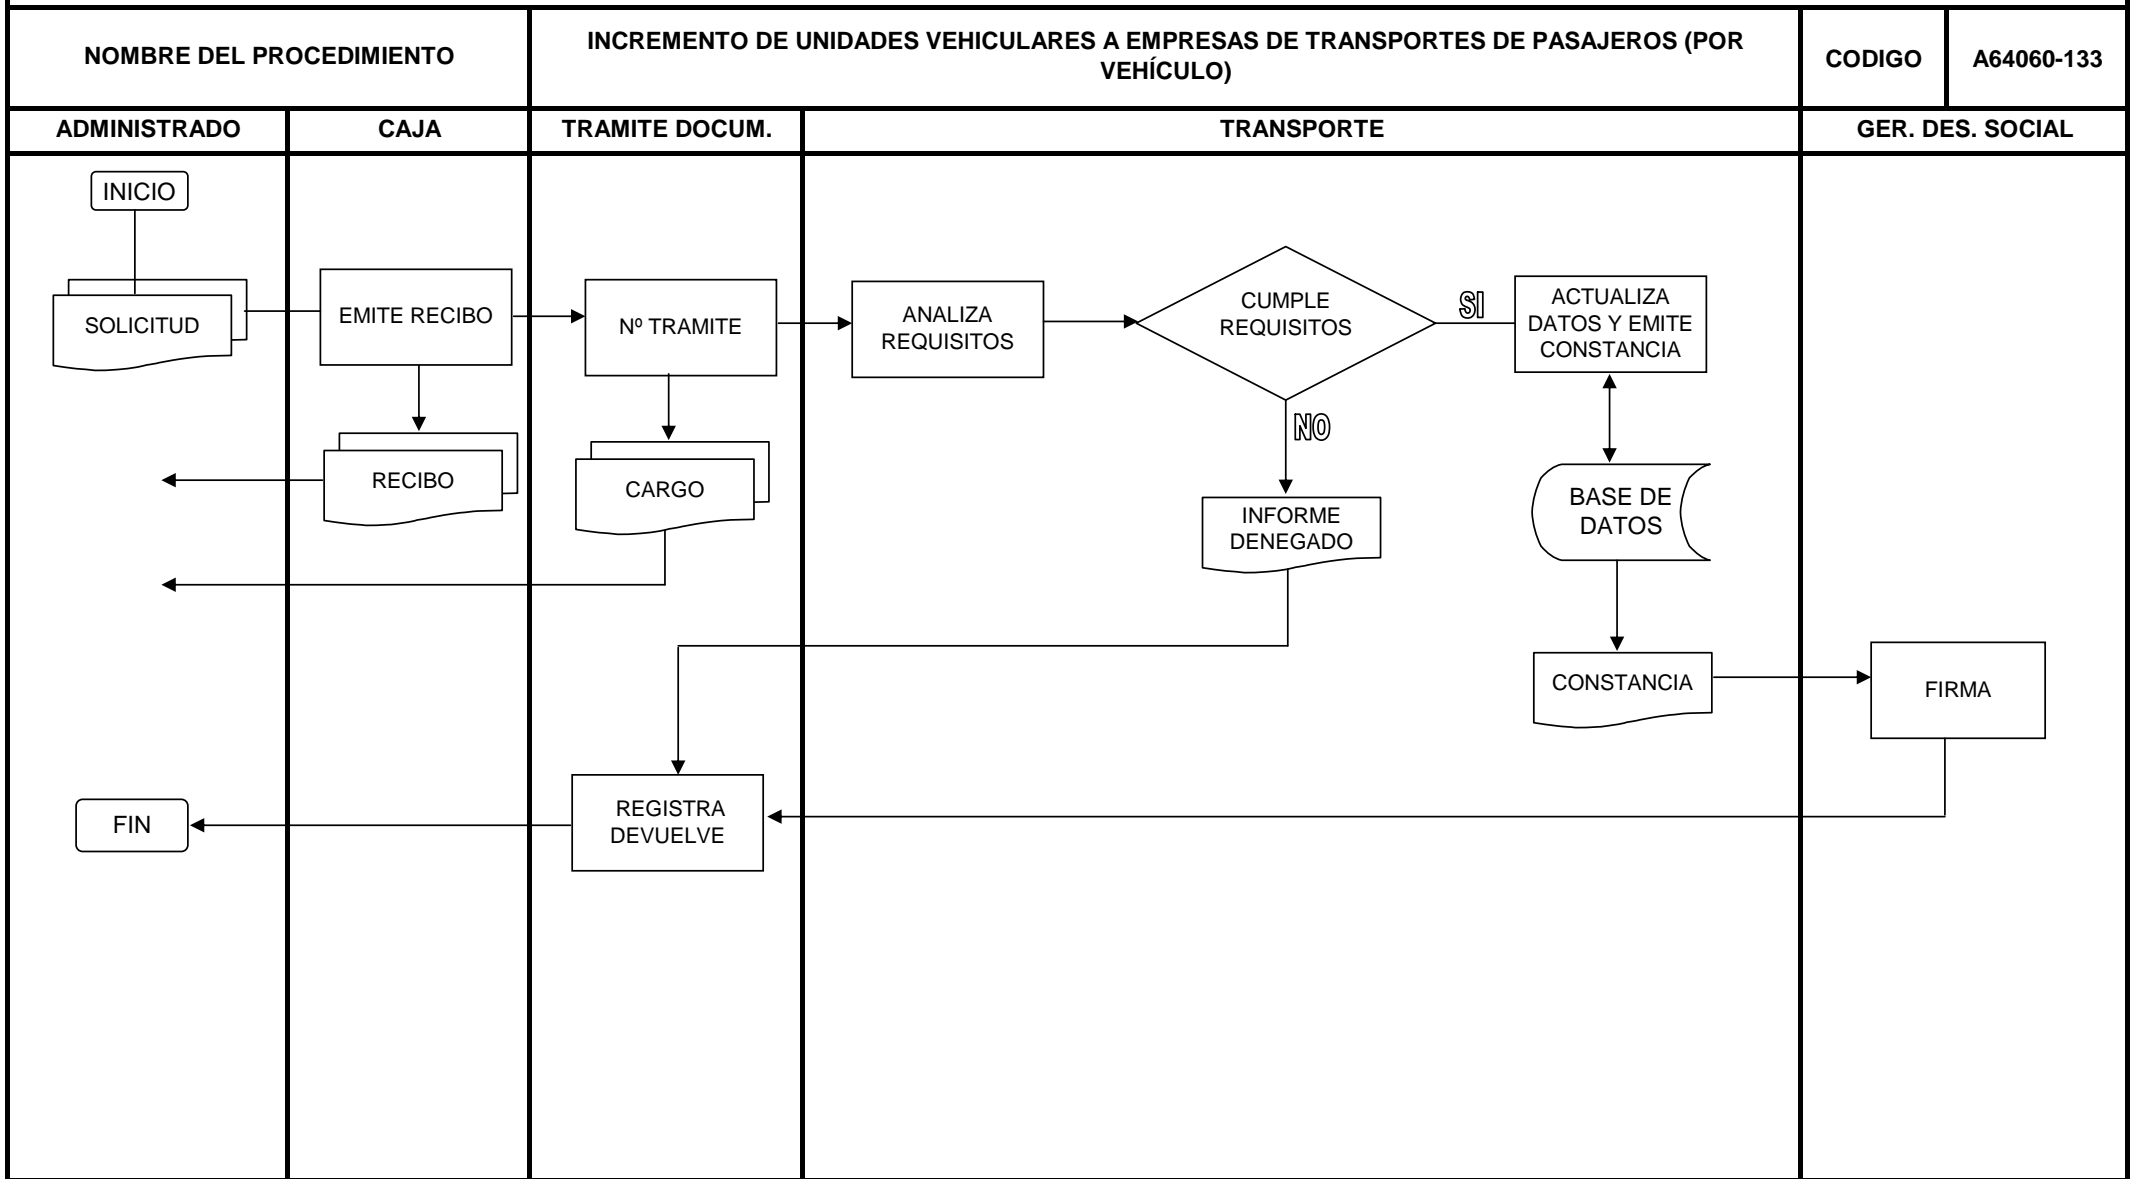 NOMBRE DEL PROCEDIMIENTO
INCREMENTO DE UNIDADES VEHICULARES A EMPRESAS DE TRANSPORTES DE PASAJEROS (POR
VEHÍCULO)
CODIGO
A64060-133
ADMINISTRADO
CAJA
TRAMITE DOCUM.
TRANSPORTE
GER. DES. SOCIAL
INICIO
SOLICITUD
EMITE RECIBO
Nº TRAMITE
ANALIZA
REQUISITOS
CUMPLE
REQUISITOS
SI
ACTUALIZA
DATOS Y EMITE
CONSTANCIA
NO
RECIBO
CARGO
INFORME
DENEGADO
BASE DE
DATOS
CONSTANCIA
FIRMA
REGISTRA
DEVUELVE
FIN